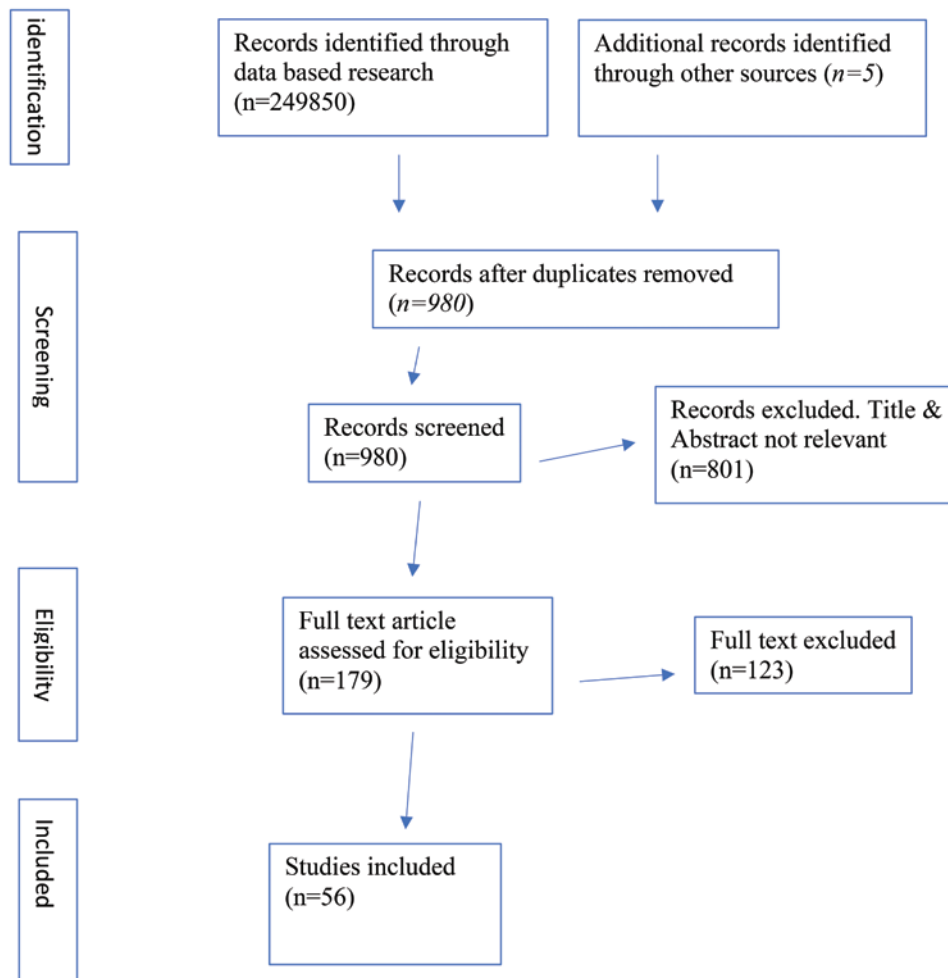 identification
Records identified through
data based research
(n=249850)
Additional records identified
through other sources (n=5)
Screening
Records after duplicates removed
(n=980)
Records screened
(n=980)
Records excluded. Title &
Abstract not relevant
(n=801)
Eligibility
Full text article
assessed for eligibility
(n=179)
Full text excluded
(n=123)
Included
Studies included
(n=56)